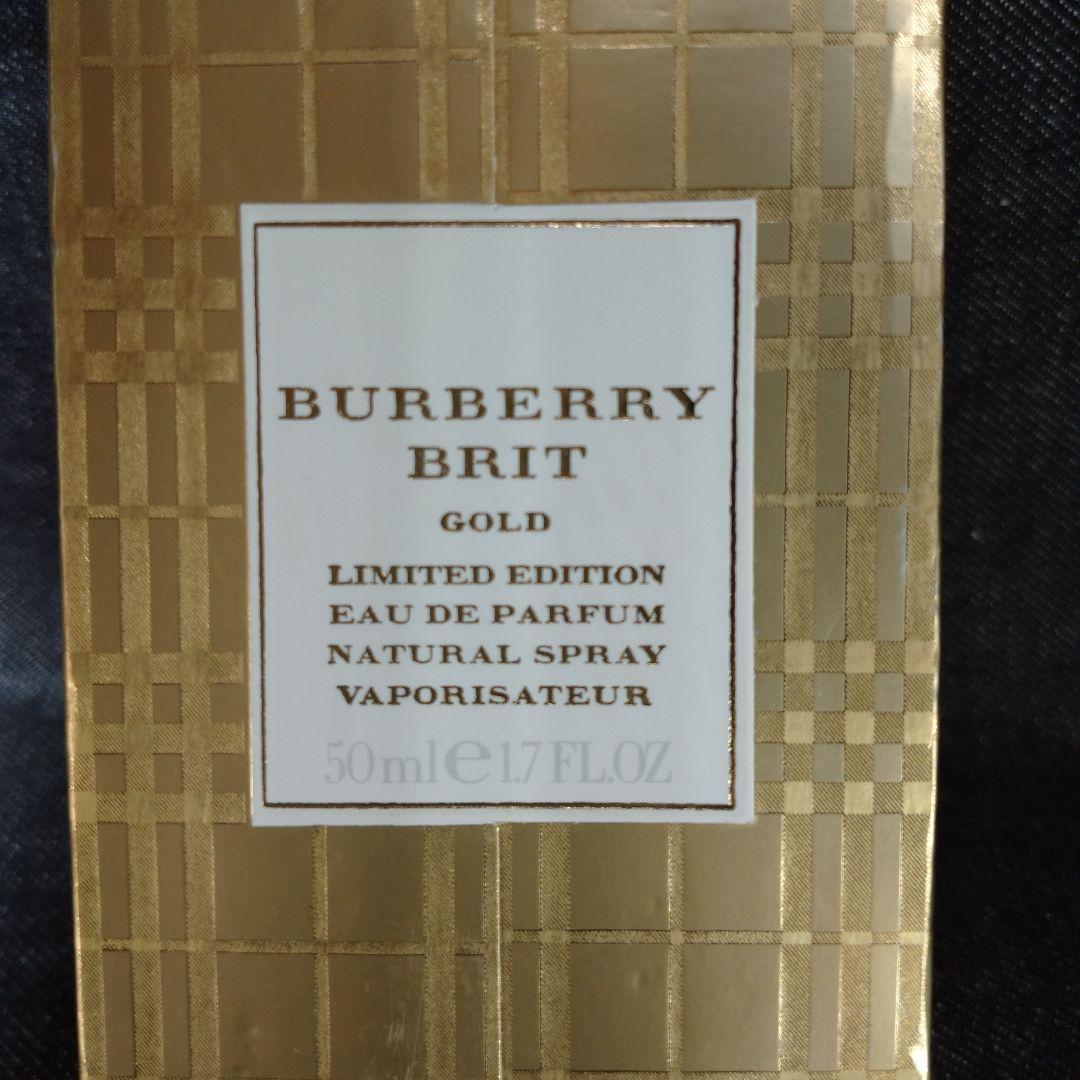 BURBERRY
BRIT
GOLD
LIMITED EDITION
EAU DE PARFUM
NATURAL SPRAY
VAPORISATEUR
50ml e 1.7 FL.OZ